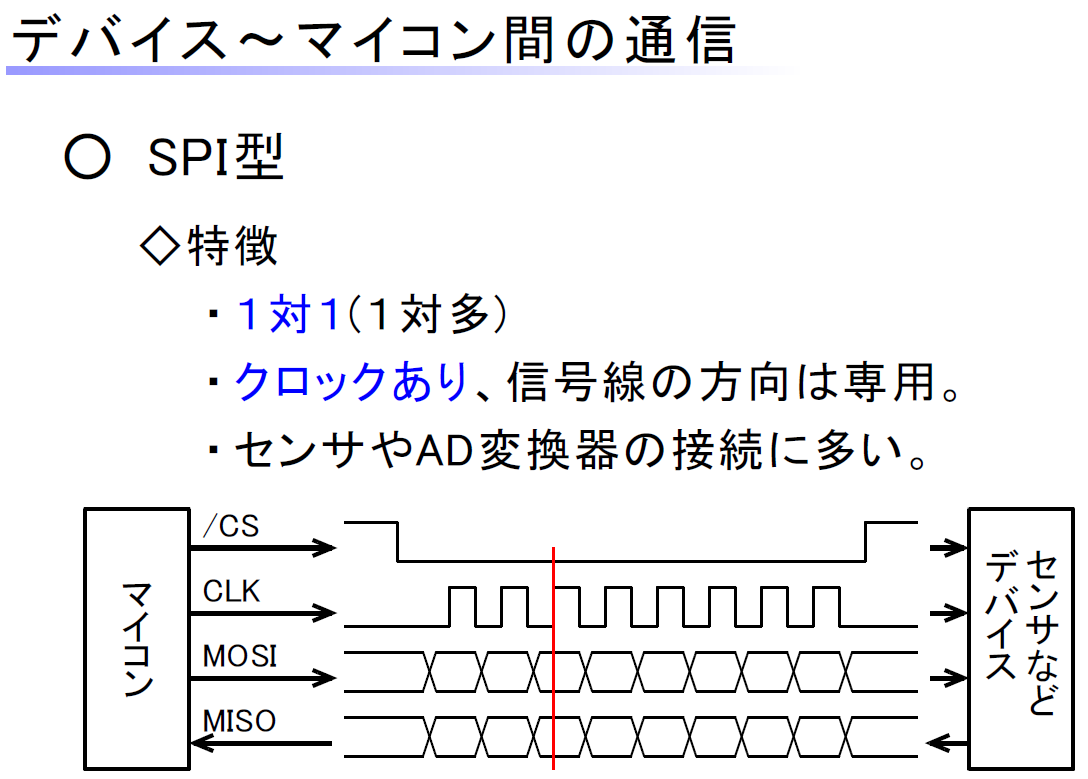 デバイス～マイコン間の通信
○ SPI型
◇特徴
・１対１(１対多)
・クロックあり、信号線の方向は専用。
・センサやAD変換器の接続に多い。
マイコン
/CS
CLK
MOSI
MISO
センサなど
デバイス